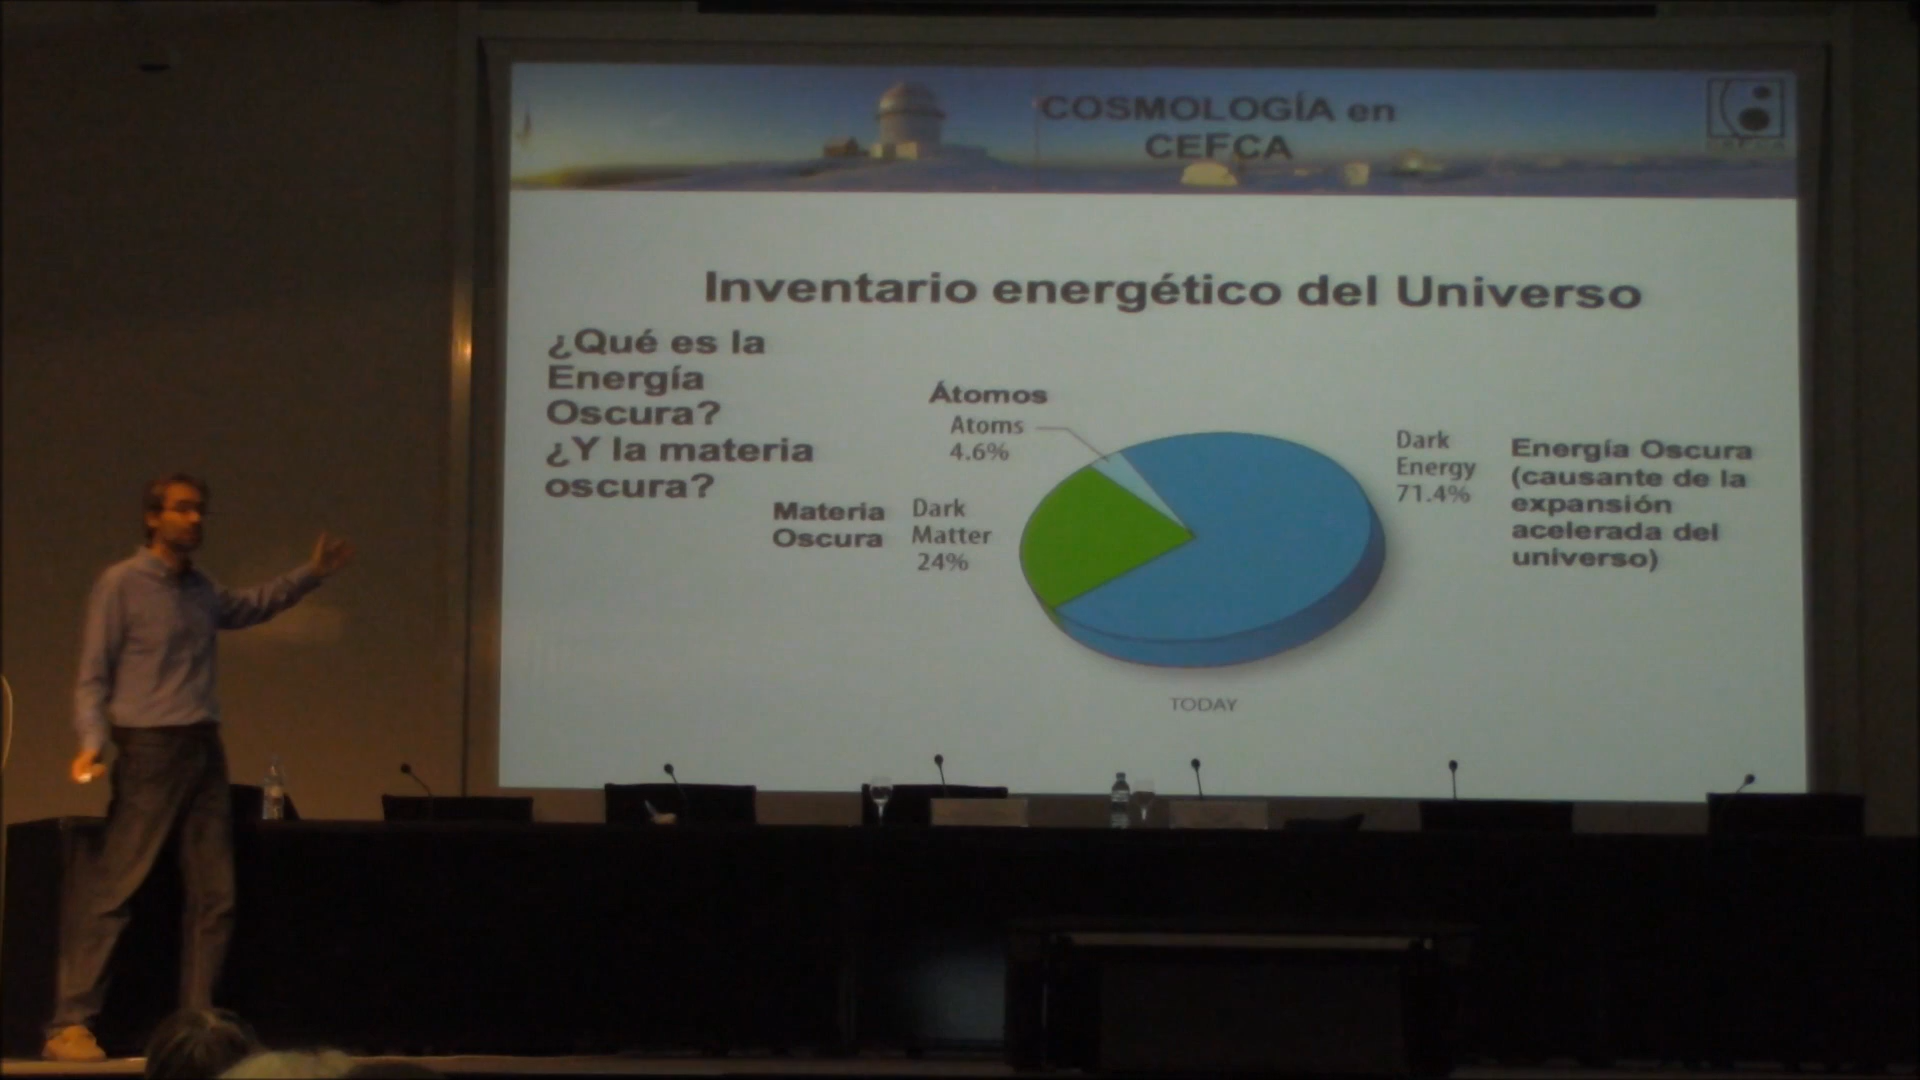 COSMOLOGÍA en
CEFCA
Inventario energético del Universo
¿Qué es la
Energía
Oscura?
¿Y la materia
oscura?
Átomos
Atoms
4.6%
Materia
Oscura
Dark
Matter
24%
Dark
Energy
71.4%
Energía Oscura
(causante de la
expansión
acelerada del
universo)
TODAY